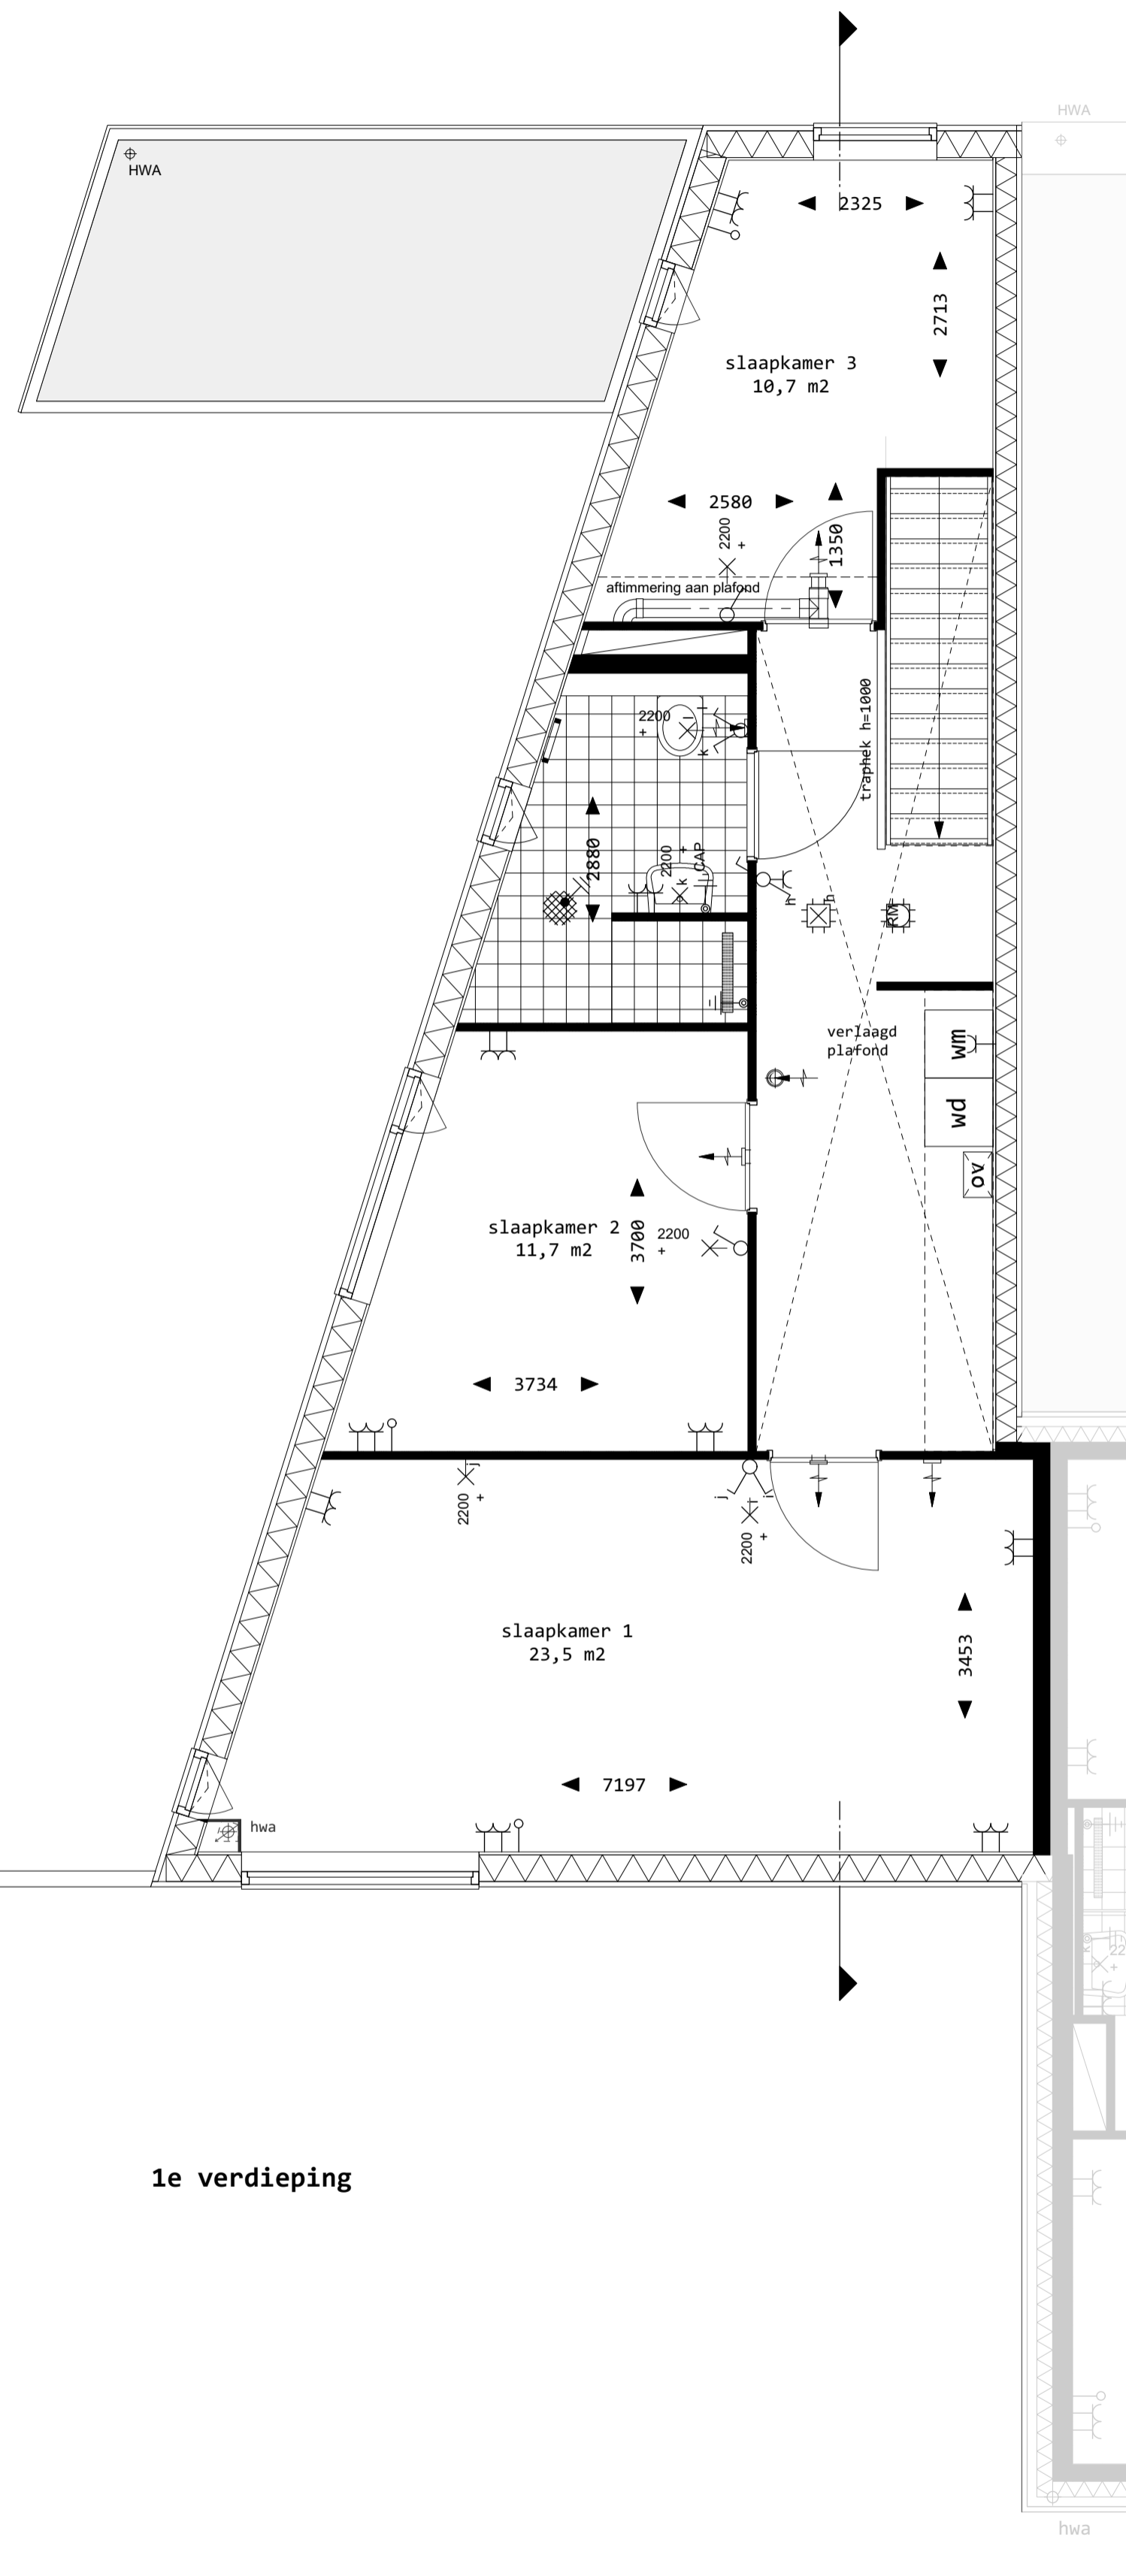 HWA
HWA
2325
2713
slaapkamer 3
10,7 m2
2580
1350
2200
+
aftimmering aan plafond
traphek h=1000
2200
+
l
l
k
2880
2200
+
CAP
k
h
h
RM
verlaagd
plafond
wm
wd
ov
slaapkamer 2
11,7 m2
3700
2200
+
3734
j
2200
+
j
i
i
2200
+
slaapkamer 1
23,5 m2
3453
7197
hwa
k
22
+
1e verdieping
hwa